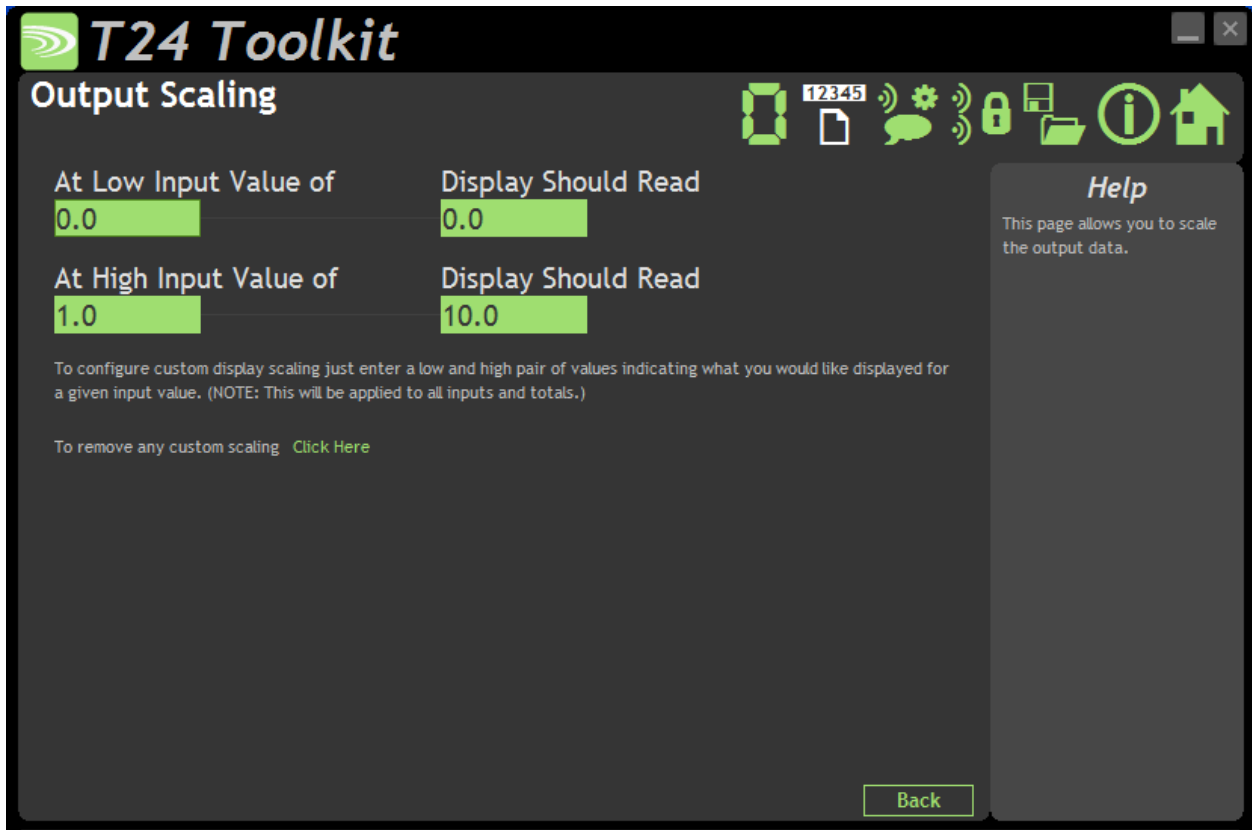 T24 Toolkit
Output Scaling
12345
At Low Input Value of
Display Should Read
0.0
0.0
At High Input Value of
Display Should Read
1.0
10.0
To configure custom display scaling just enter a low and high pair of values indicating what you would like displayed for
a given input value. (NOTE: This will be applied to all inputs and totals.)
To remove any custom scaling Click Here
Back
Help
This page allows you to scale
the output data.